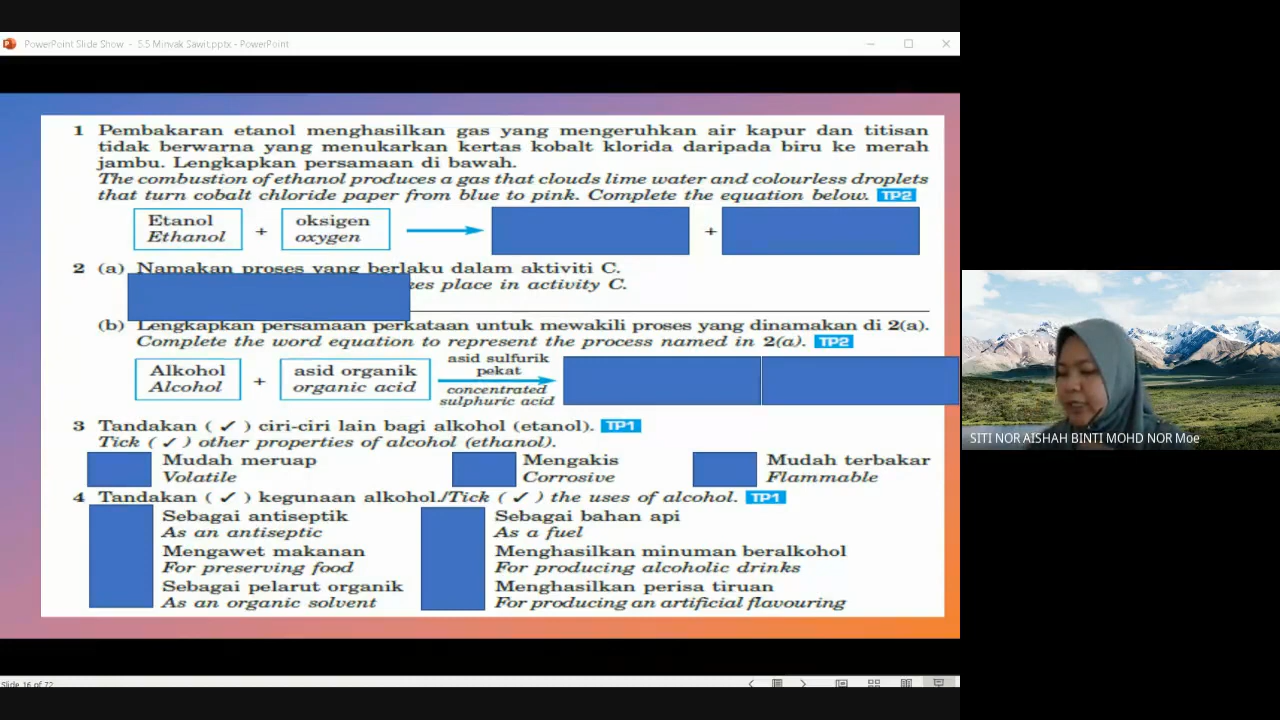 PowerPoint Slide Show - 5.5 Minyak Sawit.pptx - PowerPoint
1 Pembakaran etanol menghasilkan gas yang mengeruhkan air kapur dan titisan
tidak berwarna yang menukarkan kertas kobalt klorida daripada biru ke merah
jambu. Lengkapkan persamaan di bawah.
The combustion of ethanol produces a gas that clouds lime water and colourless droplets
that turn cobalt chloride paper from blue to pink. Complete the equation below. TP2
Etanol + oksigen +
Ethanol oxygen
2 (a) Namakan proses yang berlaku dalam aktiviti C.
place in activity C.
(b) Lengkapkan persamaan perkataan untuk mewakili proses yang dinamakan di 2(a).
Complete the word equation to represent the process named in 2(a). TP2
Alkohol + asid organik
Alcohol organic acid
asid sulfurik
pekat
concentrated
sulphuric acid
3 Tandakan ( ✓ ) ciri-ciri lain bagi alkohol (etanol). TP1
Tick ( ✓ ) other properties of alcohol (ethanol).
Mudah meruap Mengakis Mudah terbakar
Volatile Corrosive Flammable
4 Tandakan ( ✓ ) kegunaan alkohol./Tick ( ✓ ) the uses of alcohol. TP1
Sebagai antiseptik Sebagai bahan api
As an antiseptic As a fuel
Mengawet makanan Menghasilkan minuman beralkohol
For preserving food For producing alcoholic drinks
Sebagai pelarut organik Menghasilkan perisa tiruan
As an organic solvent For producing an artificial flavouring
SITI NOR AISHAH BINTI MOHD NOR Moe
Slide 16 of 72